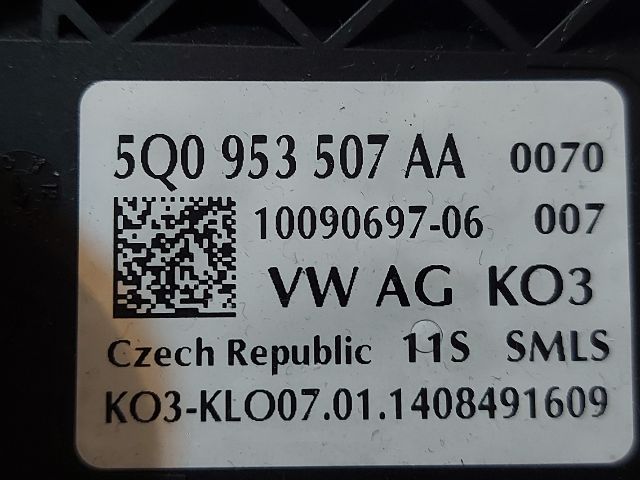 5Q0 953 507 AA 0070
10090697-06 007
VW AG KO3
Czech Republic 11S SMLS
KO3-KLO07.01.1408491609